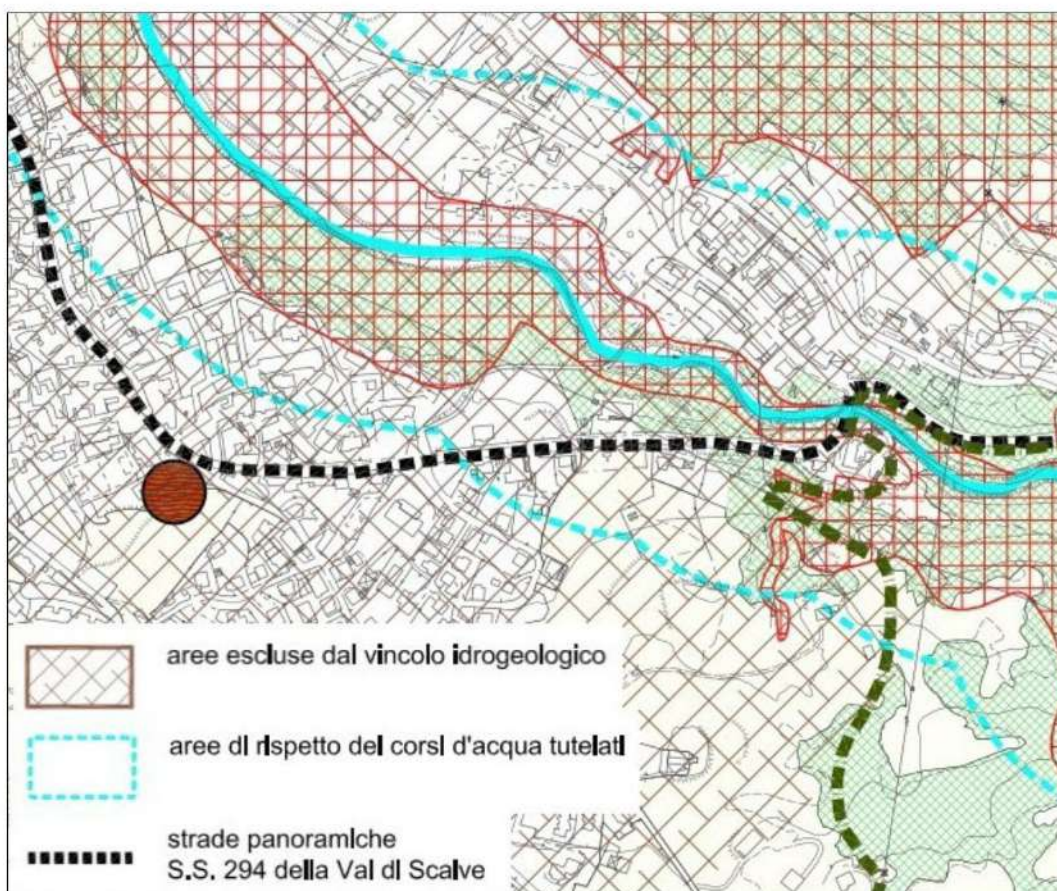 aree escluse dal vincolo idrogeologico
aree di rispetto dei corsi d'acqua tutelati
strade panoramiche
S.S. 294 della Val di Scalve